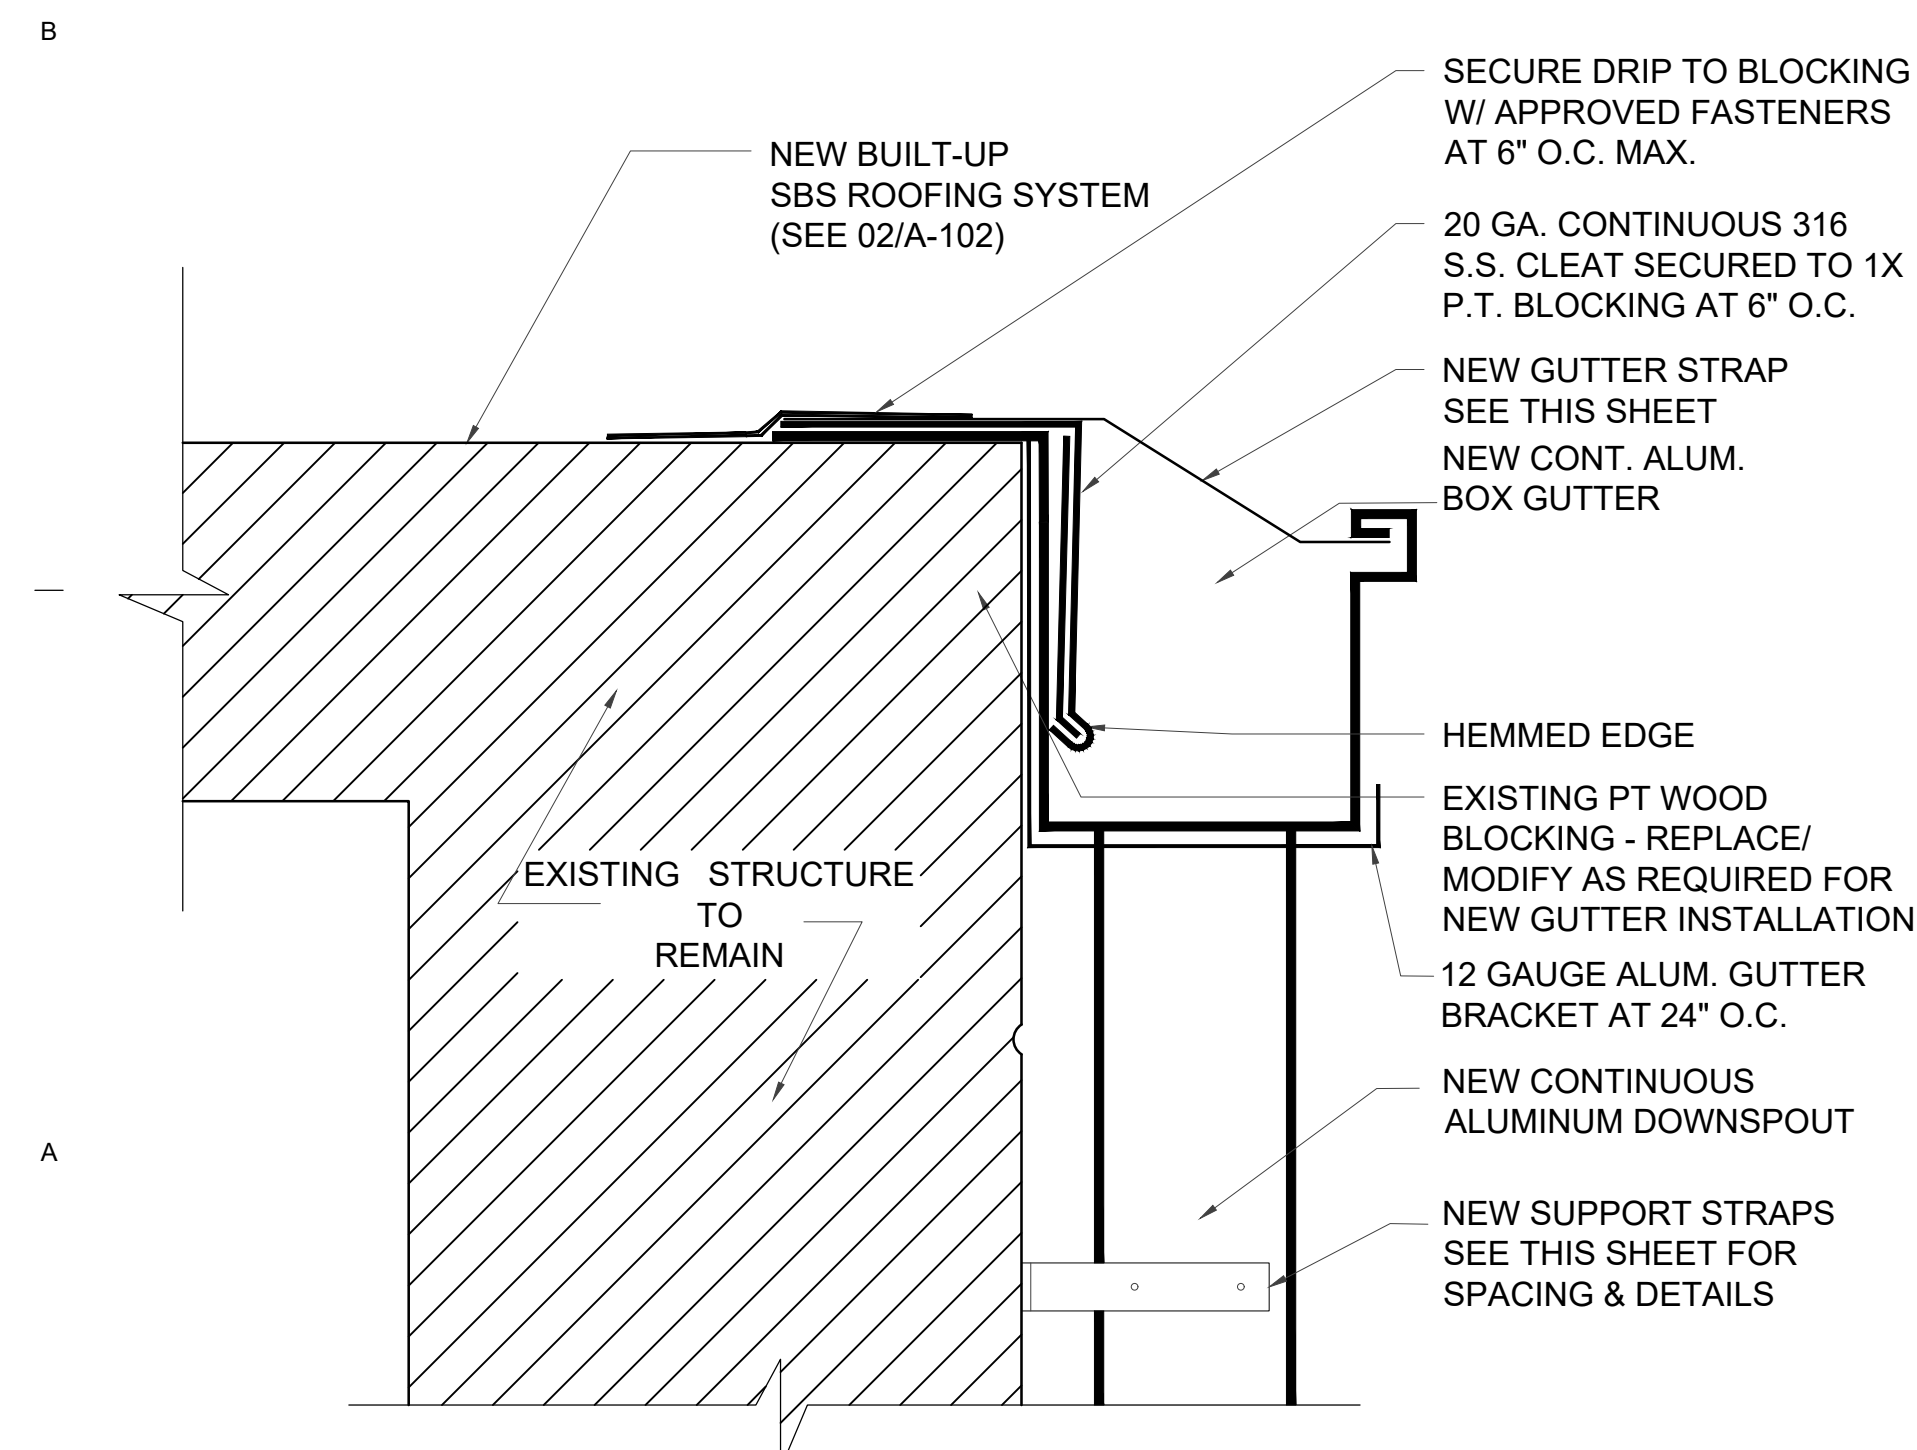 B
SECURE DRIP TO BLOCKING
W/ APPROVED FASTENERS
AT 6" O.C. MAX.
NEW BUILT-UP
SBS ROOFING SYSTEM
(SEE 02/A-102)
20 GA. CONTINUOUS 316
S.S. CLEAT SECURED TO 1X
P.T. BLOCKING AT 6" O.C.
NEW GUTTER STRAP
SEE THIS SHEET
NEW CONT. ALUM.
BOX GUTTER
HEMMED EDGE
EXISTING PT WOOD
BLOCKING - REPLACE/
MODIFY AS REQUIRED FOR
NEW GUTTER INSTALLATION
EXISTING STRUCTURE
TO
REMAIN
12 GAUGE ALUM. GUTTER
BRACKET AT 24" O.C.
NEW CONTINUOUS
ALUMINUM DOWNSPOUT
A
NEW SUPPORT STRAPS
SEE THIS SHEET FOR
SPACING & DETAILS